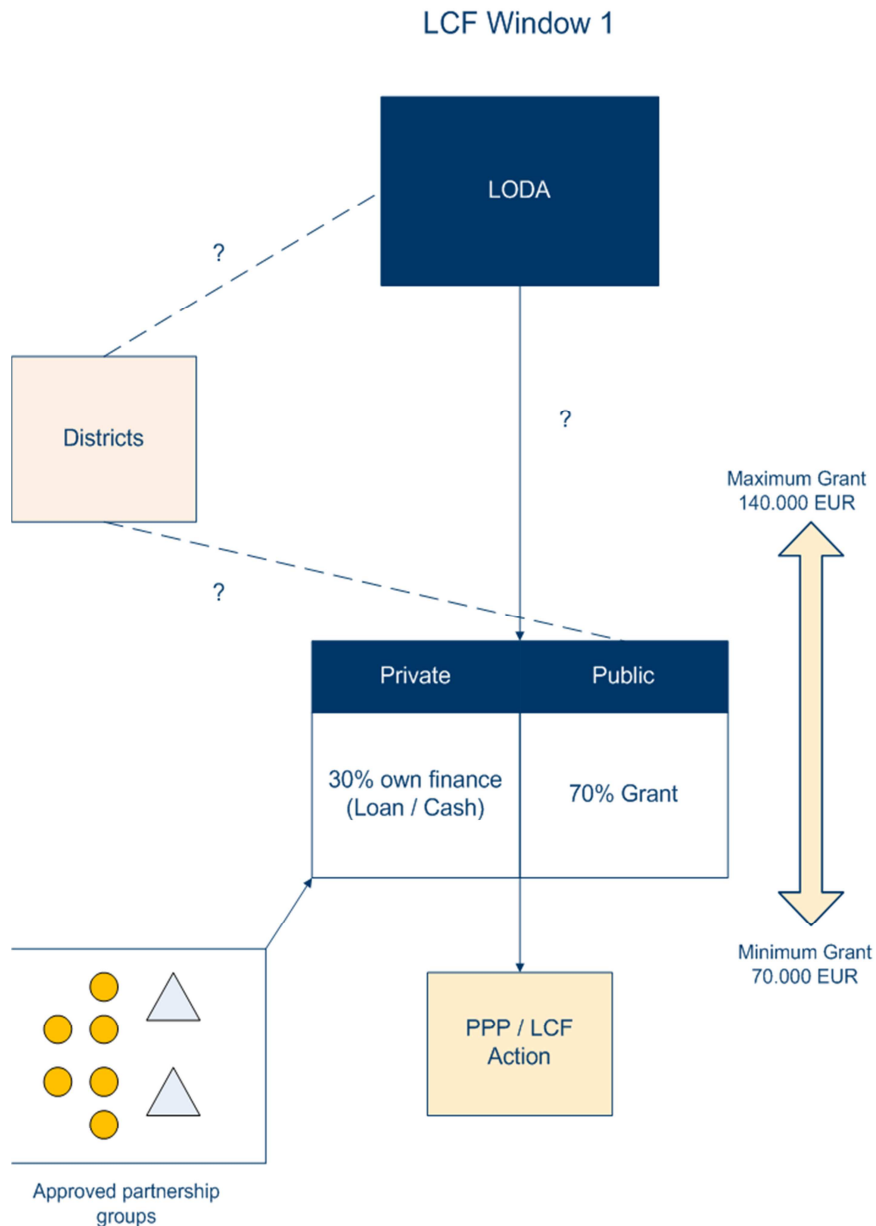 LCF Window 1
LODA
?
Districts
?
Maximum Grant
140.000 EUR
?
Private
Public
30% own finance
(Loan / Cash)
70% Grant
Minimum Grant
70.000 EUR
PPP / LCF
Action
Approved partnership
groups